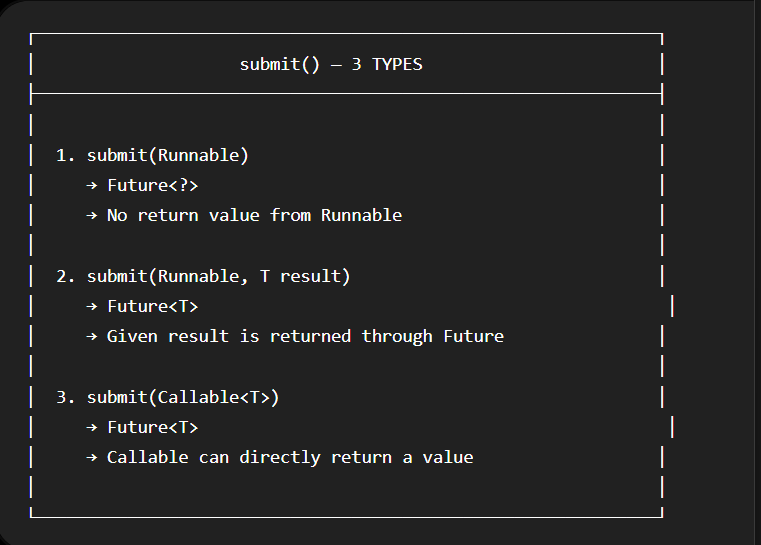 submit() — 3 TYPES
1. submit(Runnable)
→ Future<?>
→ No return value from Runnable
2. submit(Runnable, T result)
→ Future<T>
→ Given result is returned through Future
3. submit(Callable<T>)
→ Future<T>
→ Callable can directly return a value